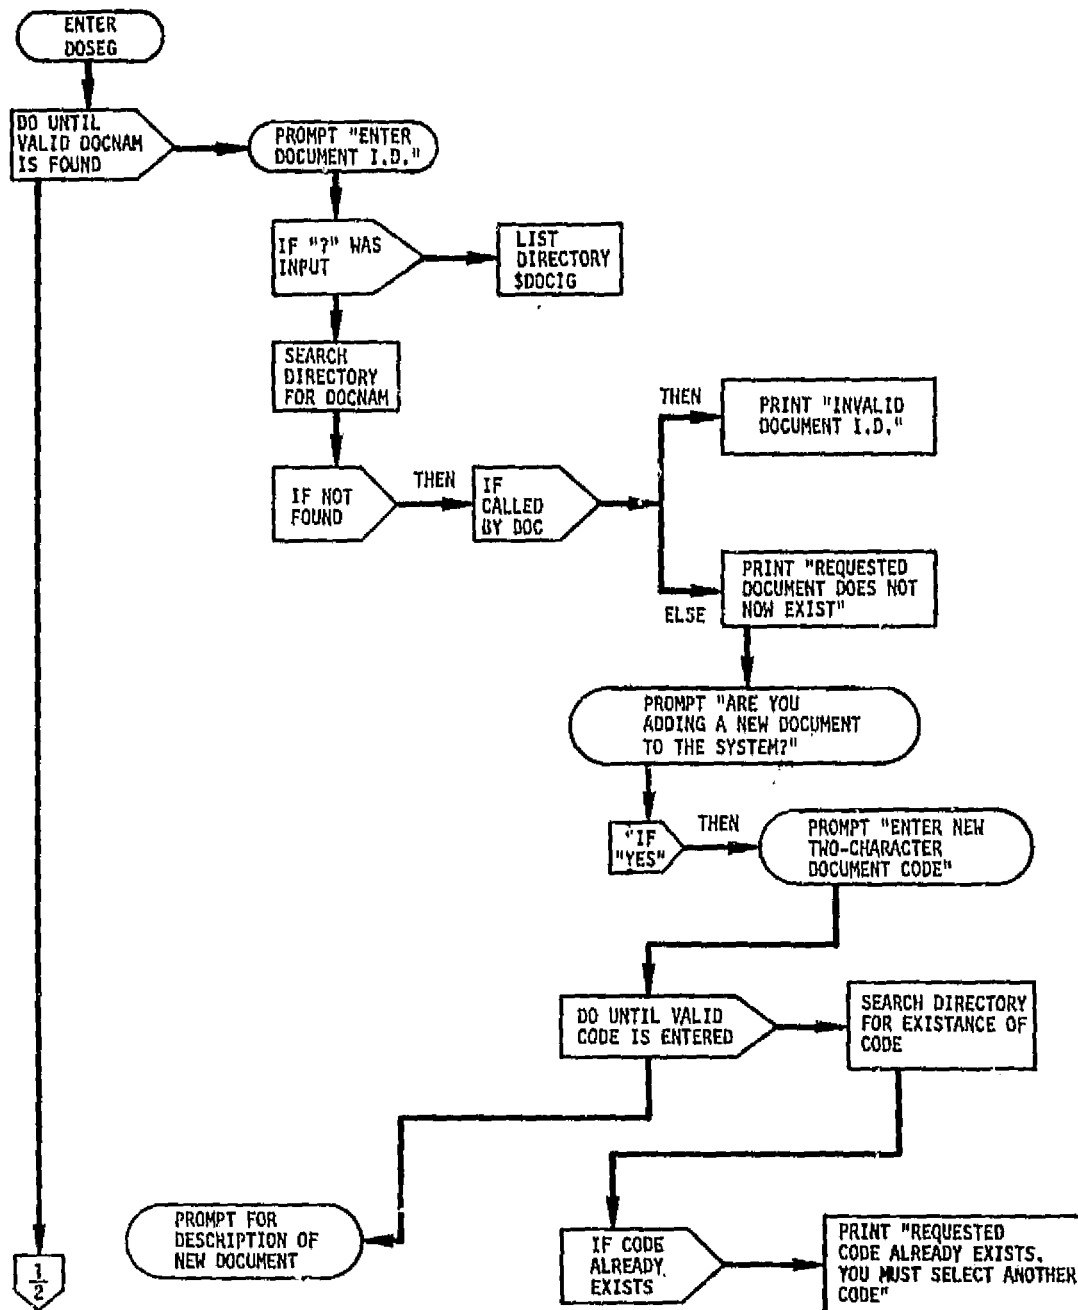 ENTER
DOSEG
DO UNTIL
VALID DOCNAM
IS FOUND
PROMPT "ENTER
DOCUMENT I.D."
IF "?" WAS
INPUT
LIST
DIRECTORY
$DOCIG
SEARCH
DIRECTORY
FOR DOCNAM
IF NOT
FOUND
THEN
IF
CALLED
BY DOC
THEN
PRINT "INVALID
DOCUMENT I.D."
ELSE
PRINT "REQUESTED
DOCUMENT DOES NOT
NOW EXIST"
PROMPT "ARE YOU
ADDING A NEW DOCUMENT
TO THE SYSTEM?"
"IF
"YES"
THEN
PROMPT "ENTER NEW
TWO-CHARACTER
DOCUMENT CODE"
DO UNTIL VALID
CODE IS ENTERED
SEARCH DIRECTORY
FOR EXISTANCE OF
CODE
PROMPT FOR
DESCRIPTION OF
NEW DOCUMENT
IF CODE
ALREADY
EXISTS
PRINT "REQUESTED
CODE ALREADY EXISTS.
YOU MUST SELECT ANOTHER
CODE"
1
2